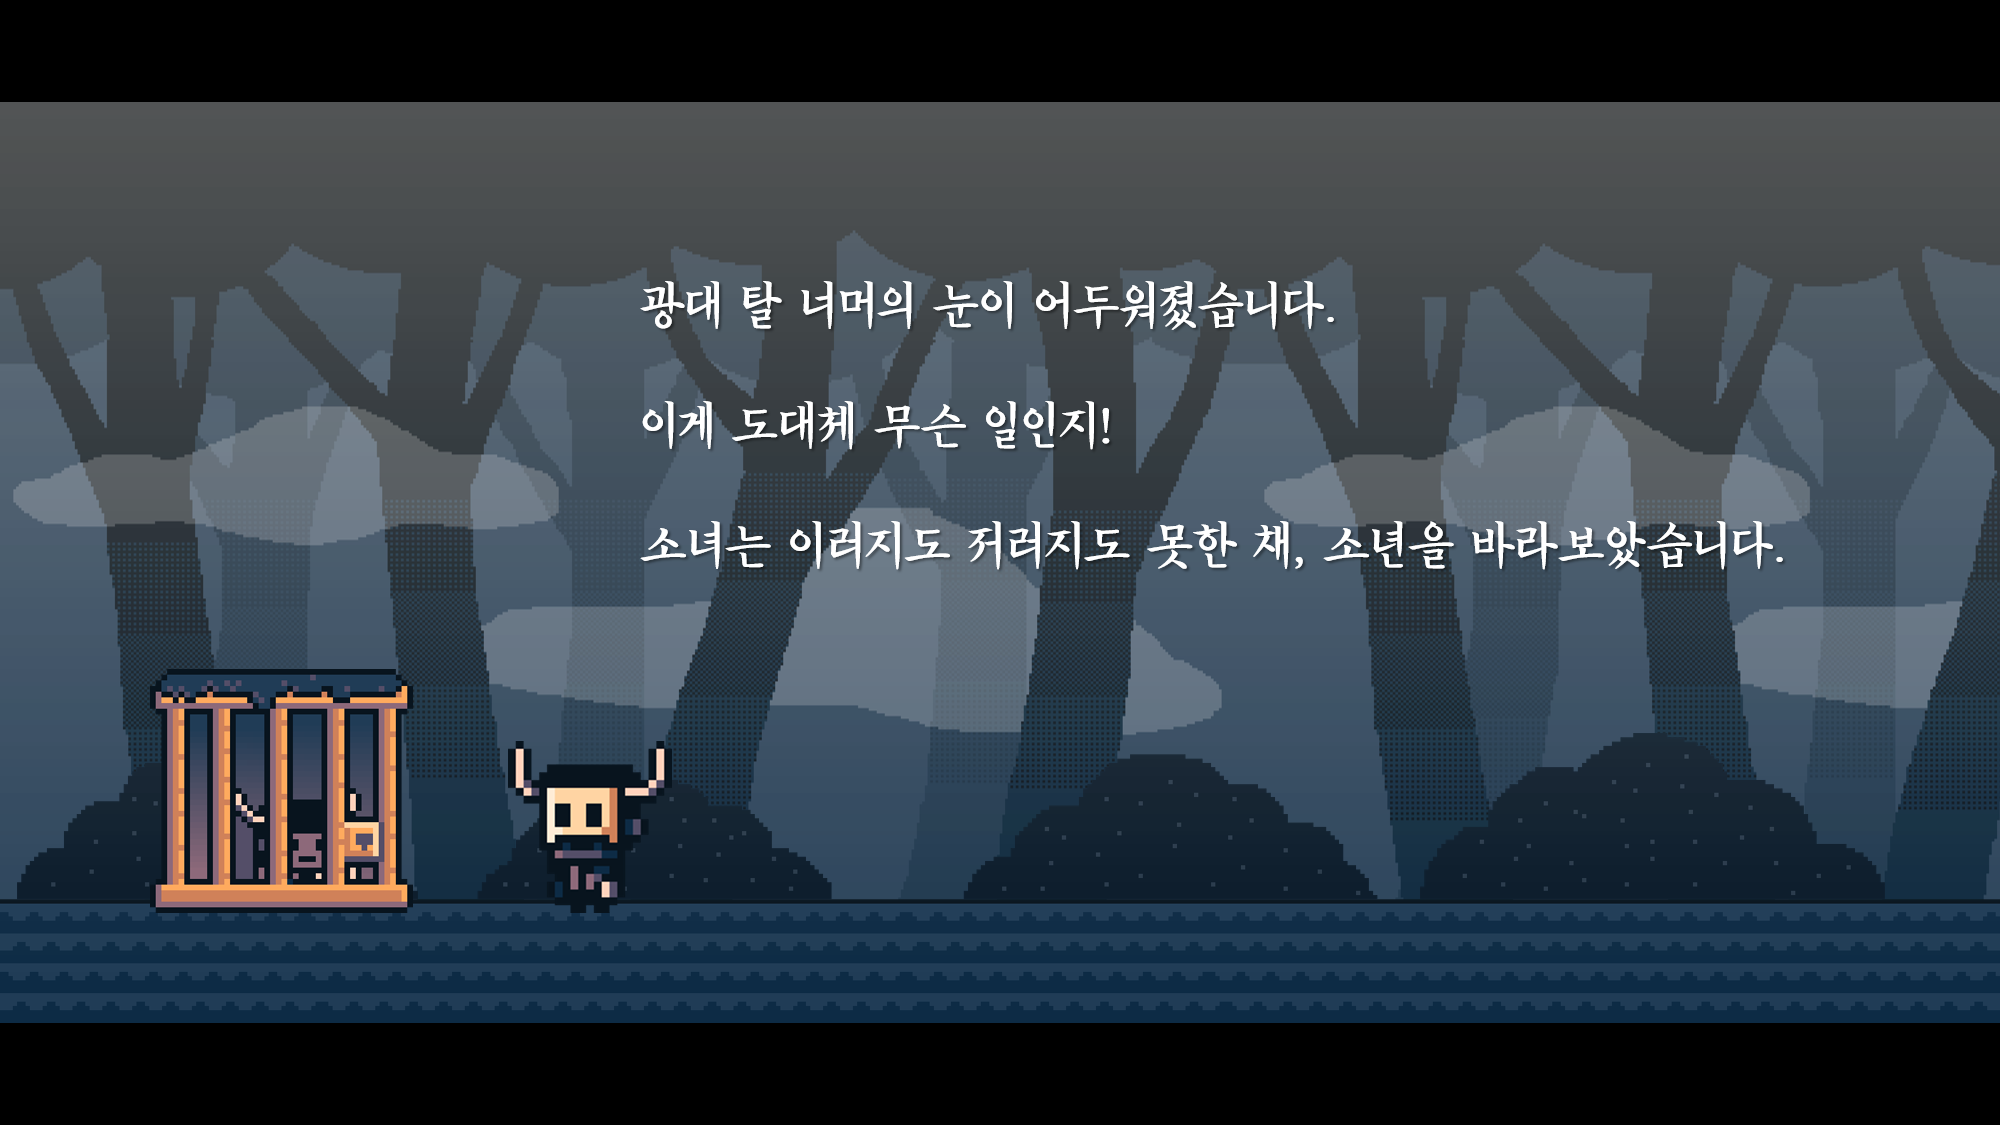 광대 탈 너머의 눈이 어두워졌습니다.
이게 도대체 무슨 일인지!
소녀는 이러지도 저러지도 못한 채, 소년을 바라보았습니다.